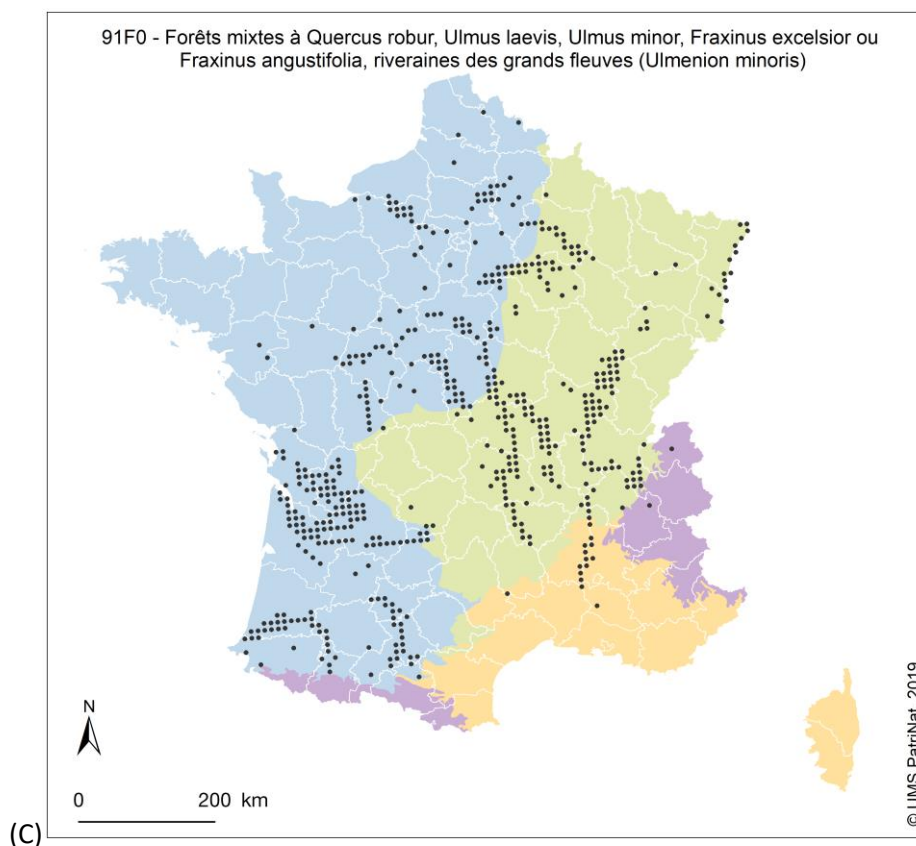 91F0 - Forêts mixtes à Quercus robur, Ulmus laevis, Ulmus minor, Fraxinus excelsior ou
Fraxinus angustifolia, riveraines des grands fleuves (Ulmenion minoris)
N
0 200 km
© UMS PatriNat, 2019
(C)